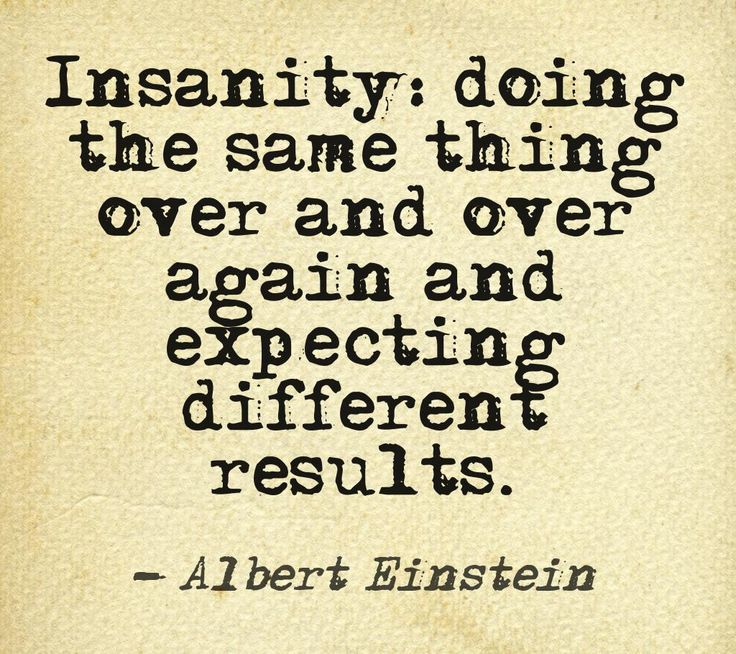 Insanity: doing
the same thing
over and over
again and
expecting
different
results.
– Albert Einstein